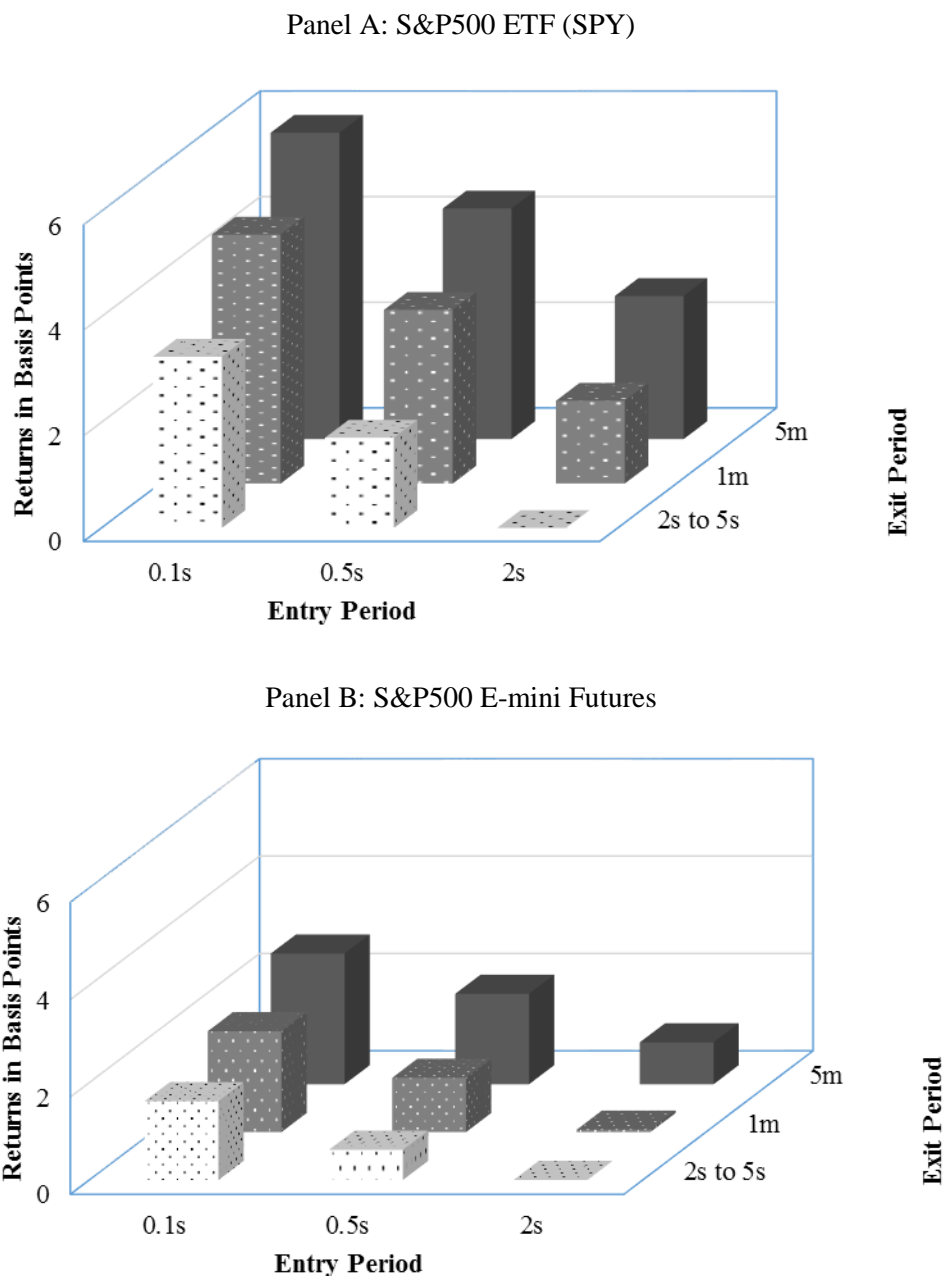 Panel A: S&P500 ETF (SPY)
Returns in Basis Points
6
4
2
0
0.1s
0.5s
2s
Entry Period
2s to 5s
1m
5m
Exit Period
Panel B: S&P500 E-mini Futures
Returns in Basis Points
6
4
2
0
0.1s
0.5s
2s
Entry Period
2s to 5s
1m
5m
Exit Period